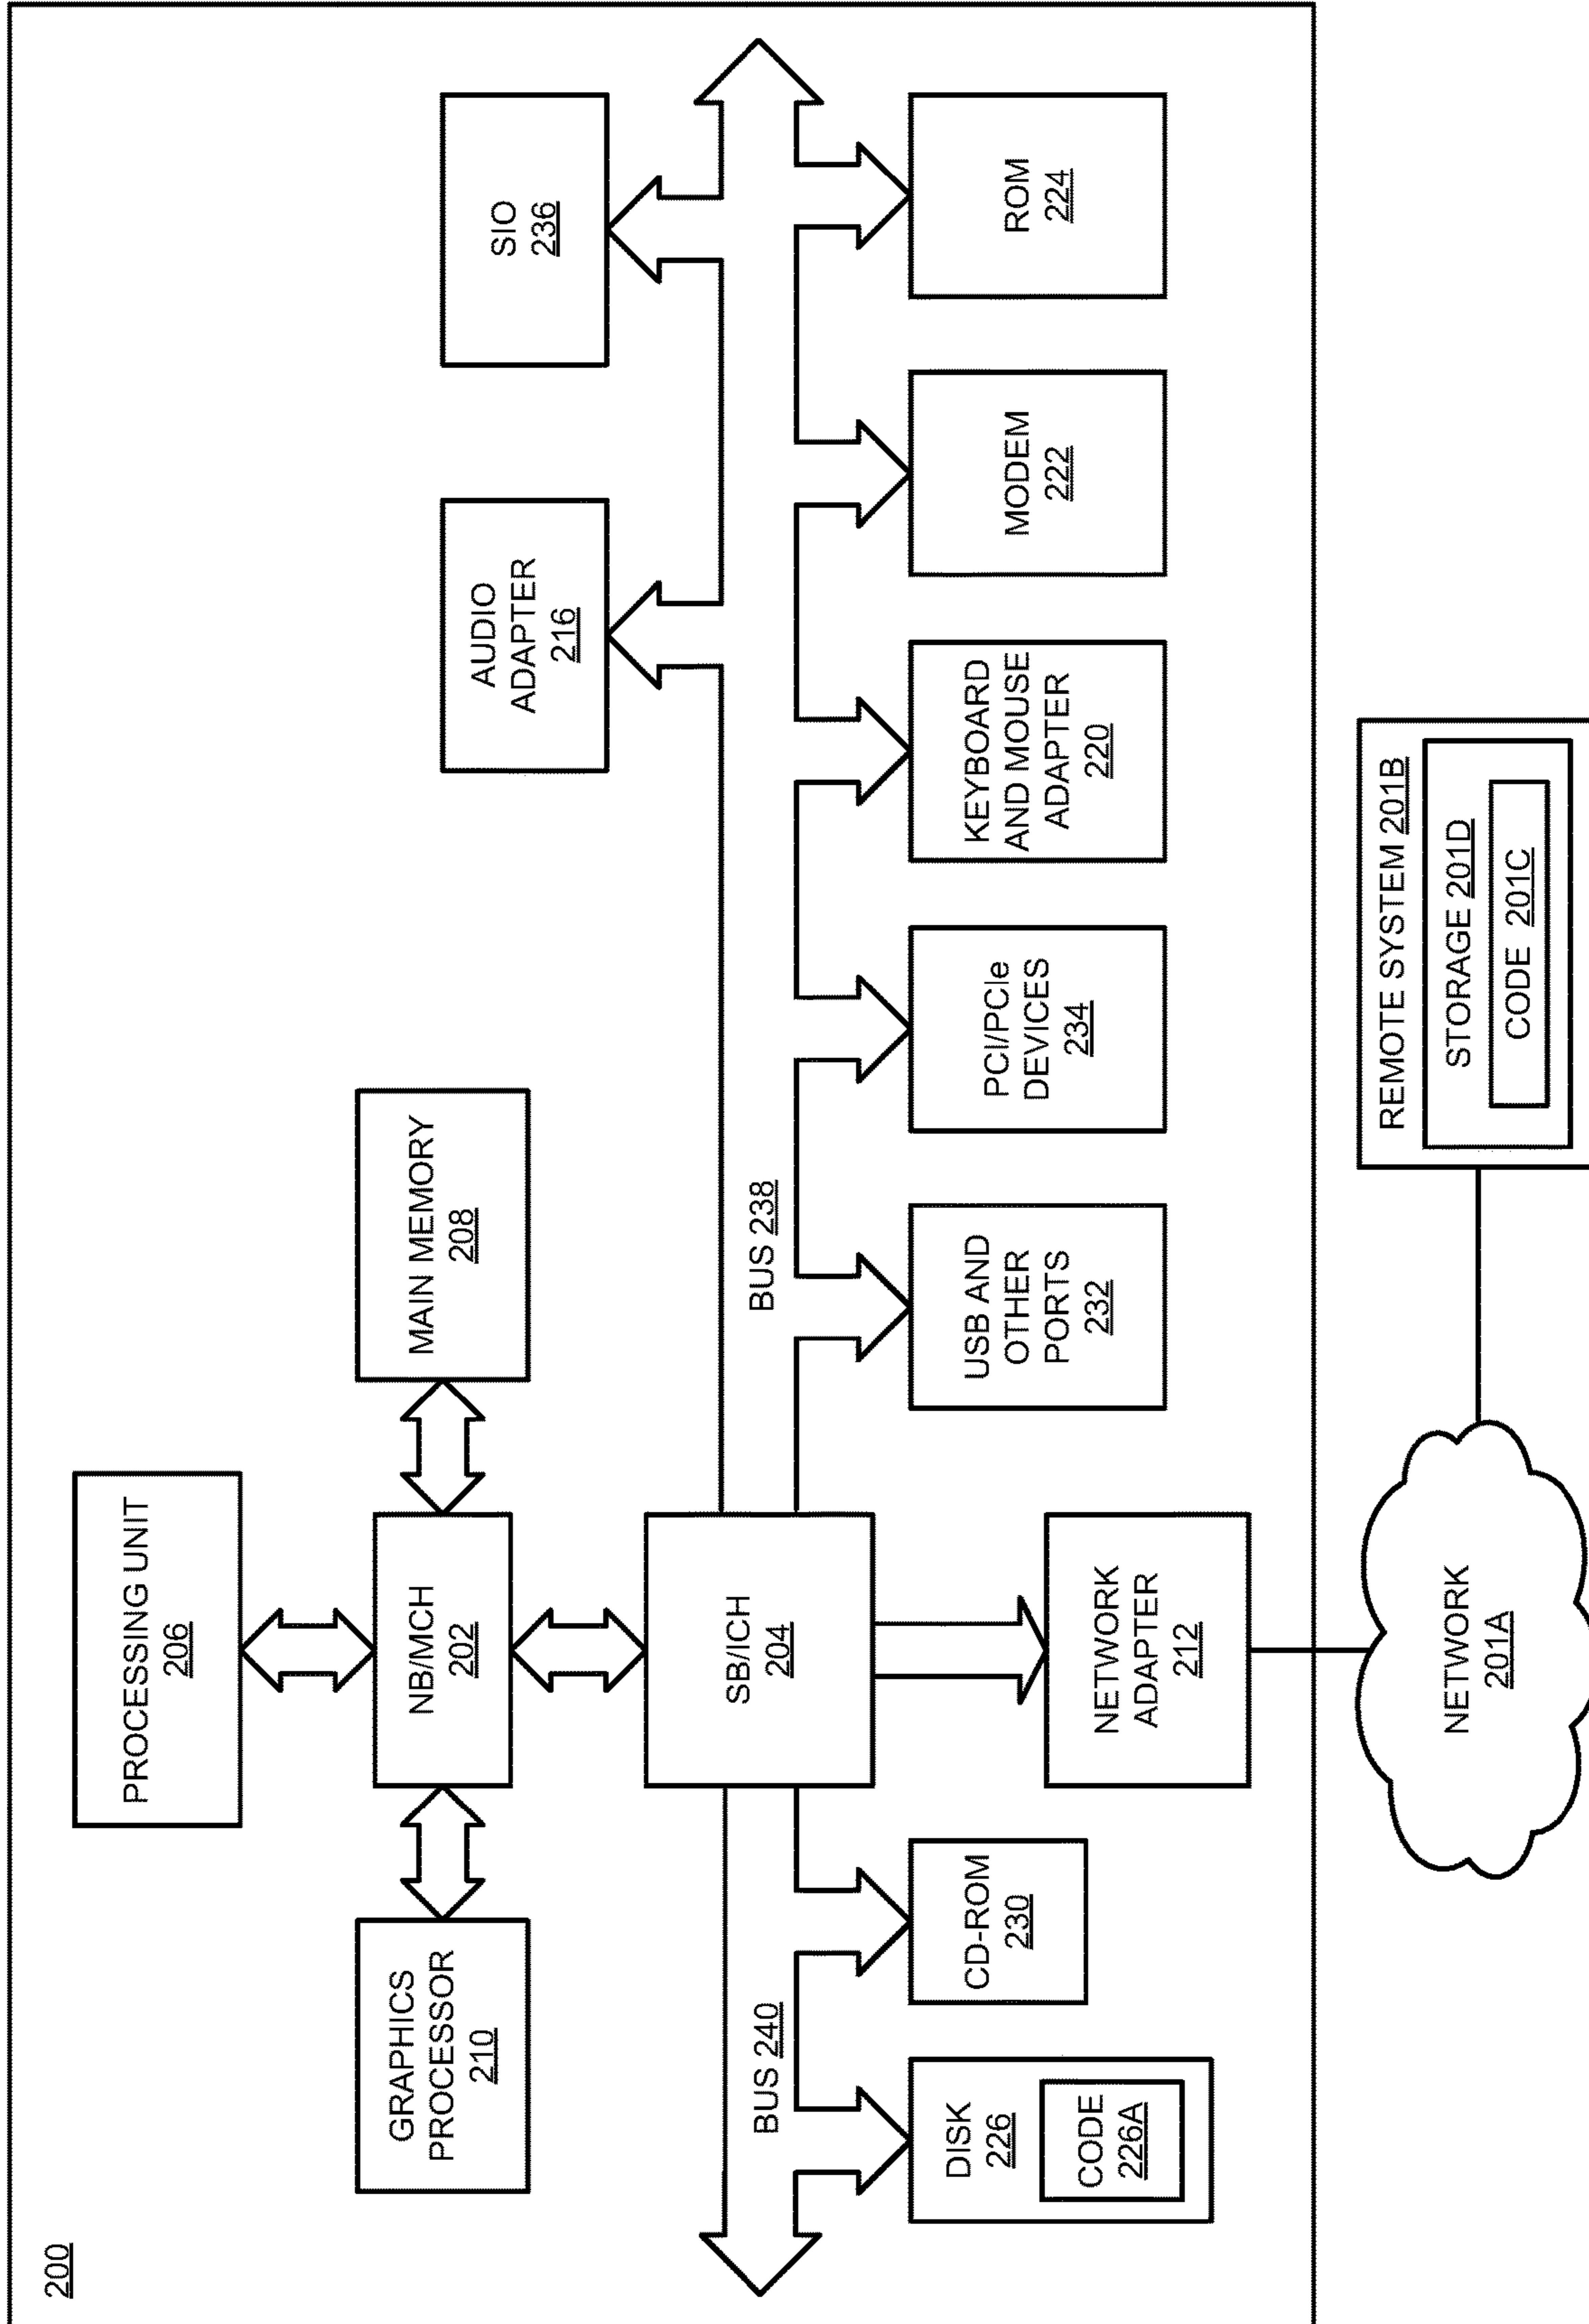 200
PROCESSING UNIT
206
GRAPHICS
PROCESSOR
210
NB/MCH
202
MAIN MEMORY
208
AUDIO
ADAPTER
216
SIO
236
SB/ICH
204
BUS 240
BUS 238
DISK
226
CODE
226A
CD-ROM
230
NETWORK
ADAPTER
212
USB AND
OTHER
PORTS
232
PCI/PCIe
DEVICES
234
KEYBOARD
AND MOUSE
ADAPTER
220
MODEM
222
ROM
224
NETWORK
201A
REMOTE SYSTEM 201B
STORAGE 201D
CODE 201C